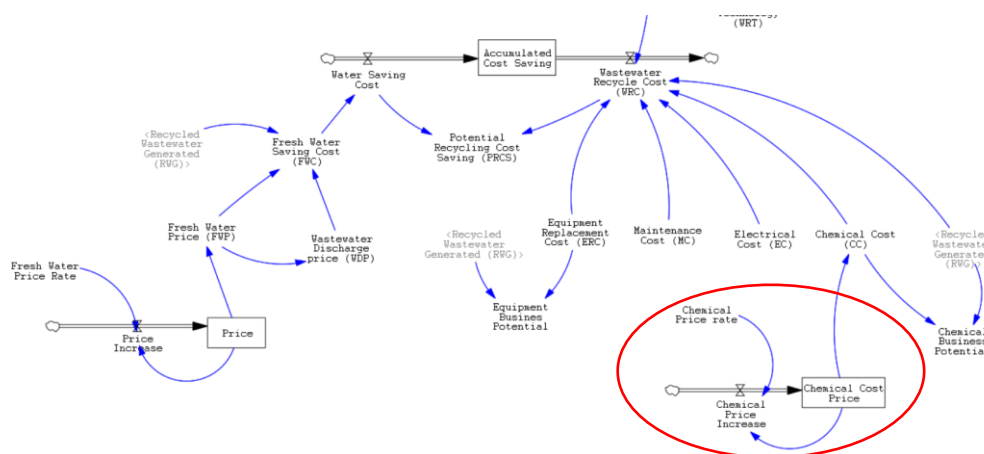 (WRT)
Accumulated
Cost Saving
Water Saving
Cost
Wastewater
Recycle Cost
(WRC)
<Recycled
Wastewater
Generated
(RWG)>
Fresh Water
Saving Cost
(FWC)
Potential
Recycling Cost
Saving (PRCS)
Fresh Water
Price (FWP)
Wastewater
Discharge
price (WDP)
<Recycled
Wastewater
Generated (RWG)>
Equipment
Replacement
Cost (ERC)
Maintenance
Cost (MC)
Electrical
Cost (EC)
Chemical Cost
(CC)
<Recycled
Wastewater
Generated
(RWG)>
Fresh Water
Price Rate
Price
Increase
Price
Equipment
Busines
Potential
Chemical
Price rate
Chemical
Business
Potential
Chemical Cost
Price
Chemical
Price
Increase